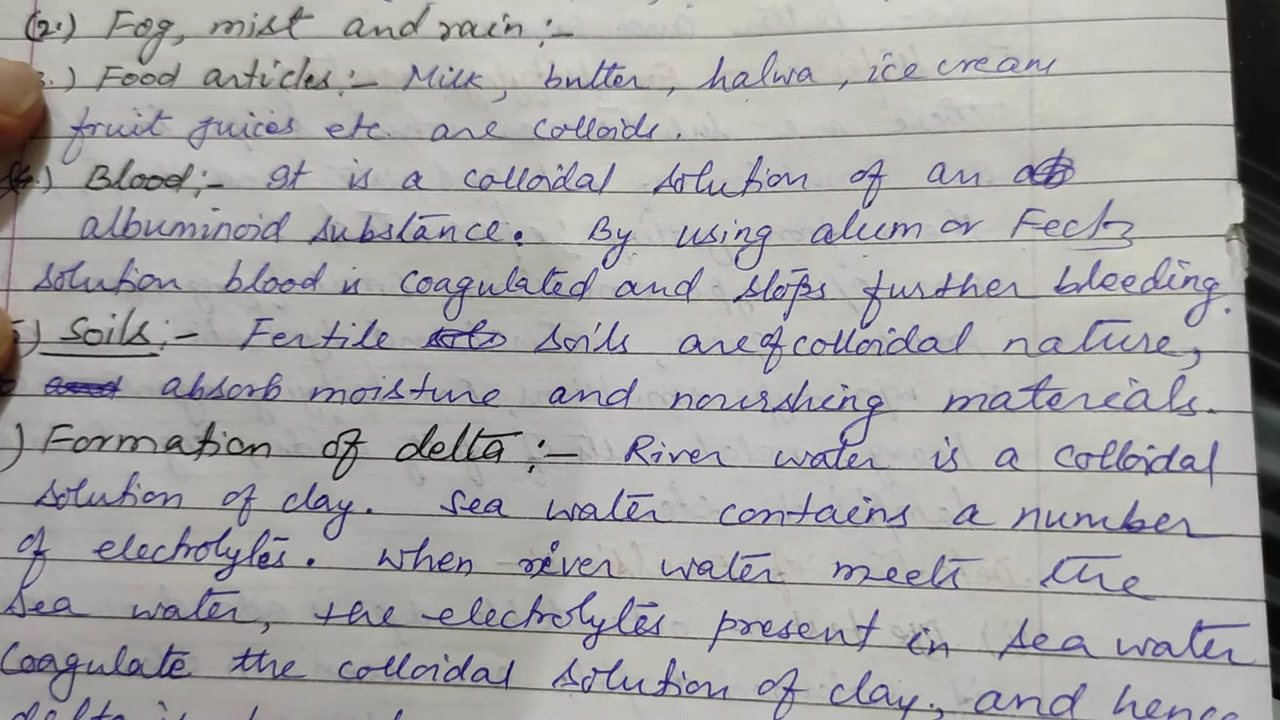 (2.) Fog, mist and rain :-
3.) Food articles :- Milk, butter, halwa, ice cream
fruit juices etc. are colloids.
.) Blood :- It is a colloidal solution of an
albuminoid substance. By using alum or Fecl3
solution blood is coagulated and stops further bleeding.
) Soils :- Fertile soils are of colloidal nature,
absorb moisture and nourshing materials.
) Formation of delta :- River water is a colloidal
solution of clay. Sea water contains a number
of electrolytes. When river water meets the
sea water, the electrolytes present in sea water
Coagulate the colloidal solution of clay, and hence
delta is